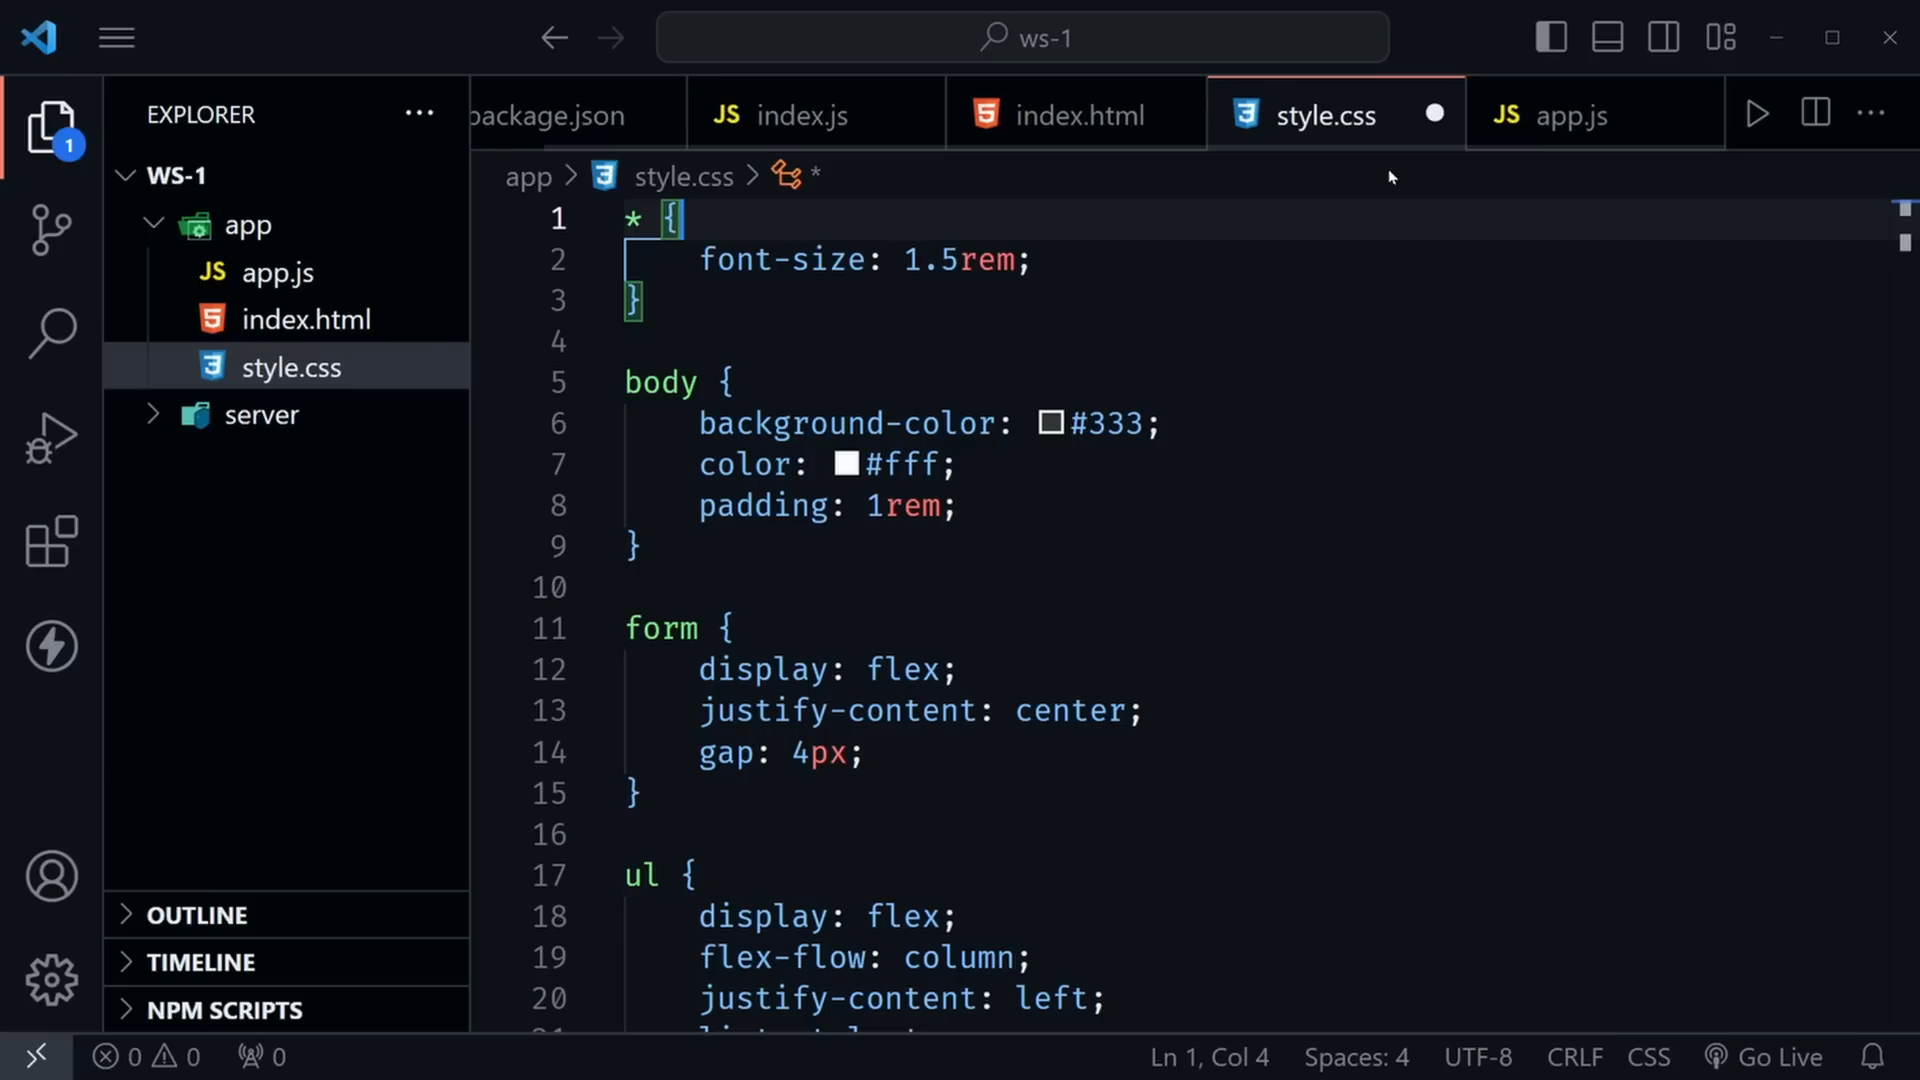 ws-1
EXPLORER
package.json
JS index.js
index.html
style.css
JS app.js
1
WS-1
app
JS app.js
index.html
style.css
server
app > style.css > *
1 * {
2 font-size: 1.5rem;
3 }
4
5 body {
6 background-color: #333;
7 color: #fff;
8 padding: 1rem;
9 }
10
11 form {
12 display: flex;
13 justify-content: center;
14 gap: 4px;
15 }
16
17 ul {
18 display: flex;
19 flex-flow: column;
20 justify-content: left;
OUTLINE
TIMELINE
NPM SCRIPTS
0 0 0
Ln 1, Col 4
Spaces: 4
UTF-8
CRLF
CSS
Go Live